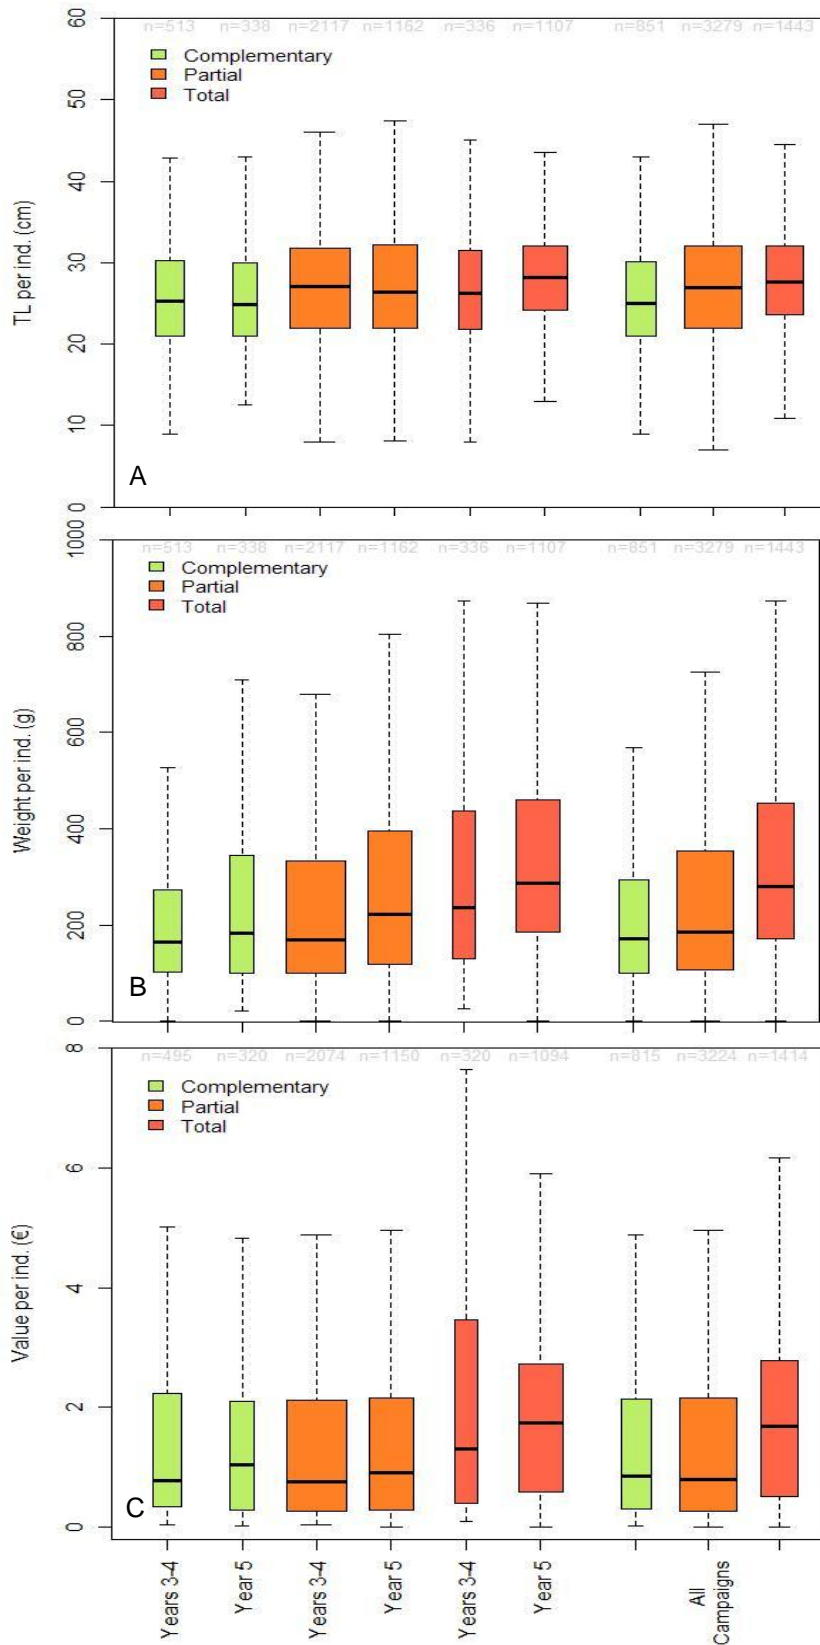 n=513 n=338 n=2117 n=1162 n=336 n=1107 n=851 n=3279 n=1443
Complementary
Partial
Total
TL per ind. (cm)
60
50
40
30
20
10
0
A
n=513 n=338 n=2117 n=1162 n=336 n=1107 n=851 n=3279 n=1443
Complementary
Partial
Total
Weight per ind. (g)
1000
800
600
400
200
0
B
n=495 n=320 n=2074 n=1150 n=320 n=1094 n=815 n=3224 n=1414
Complementary
Partial
Total
Value per ind. (€)
8
6
4
2
0
C
Years 3-4
Year 5
Years 3-4
Year 5
Years 3-4
Year 5
All
Campaigns